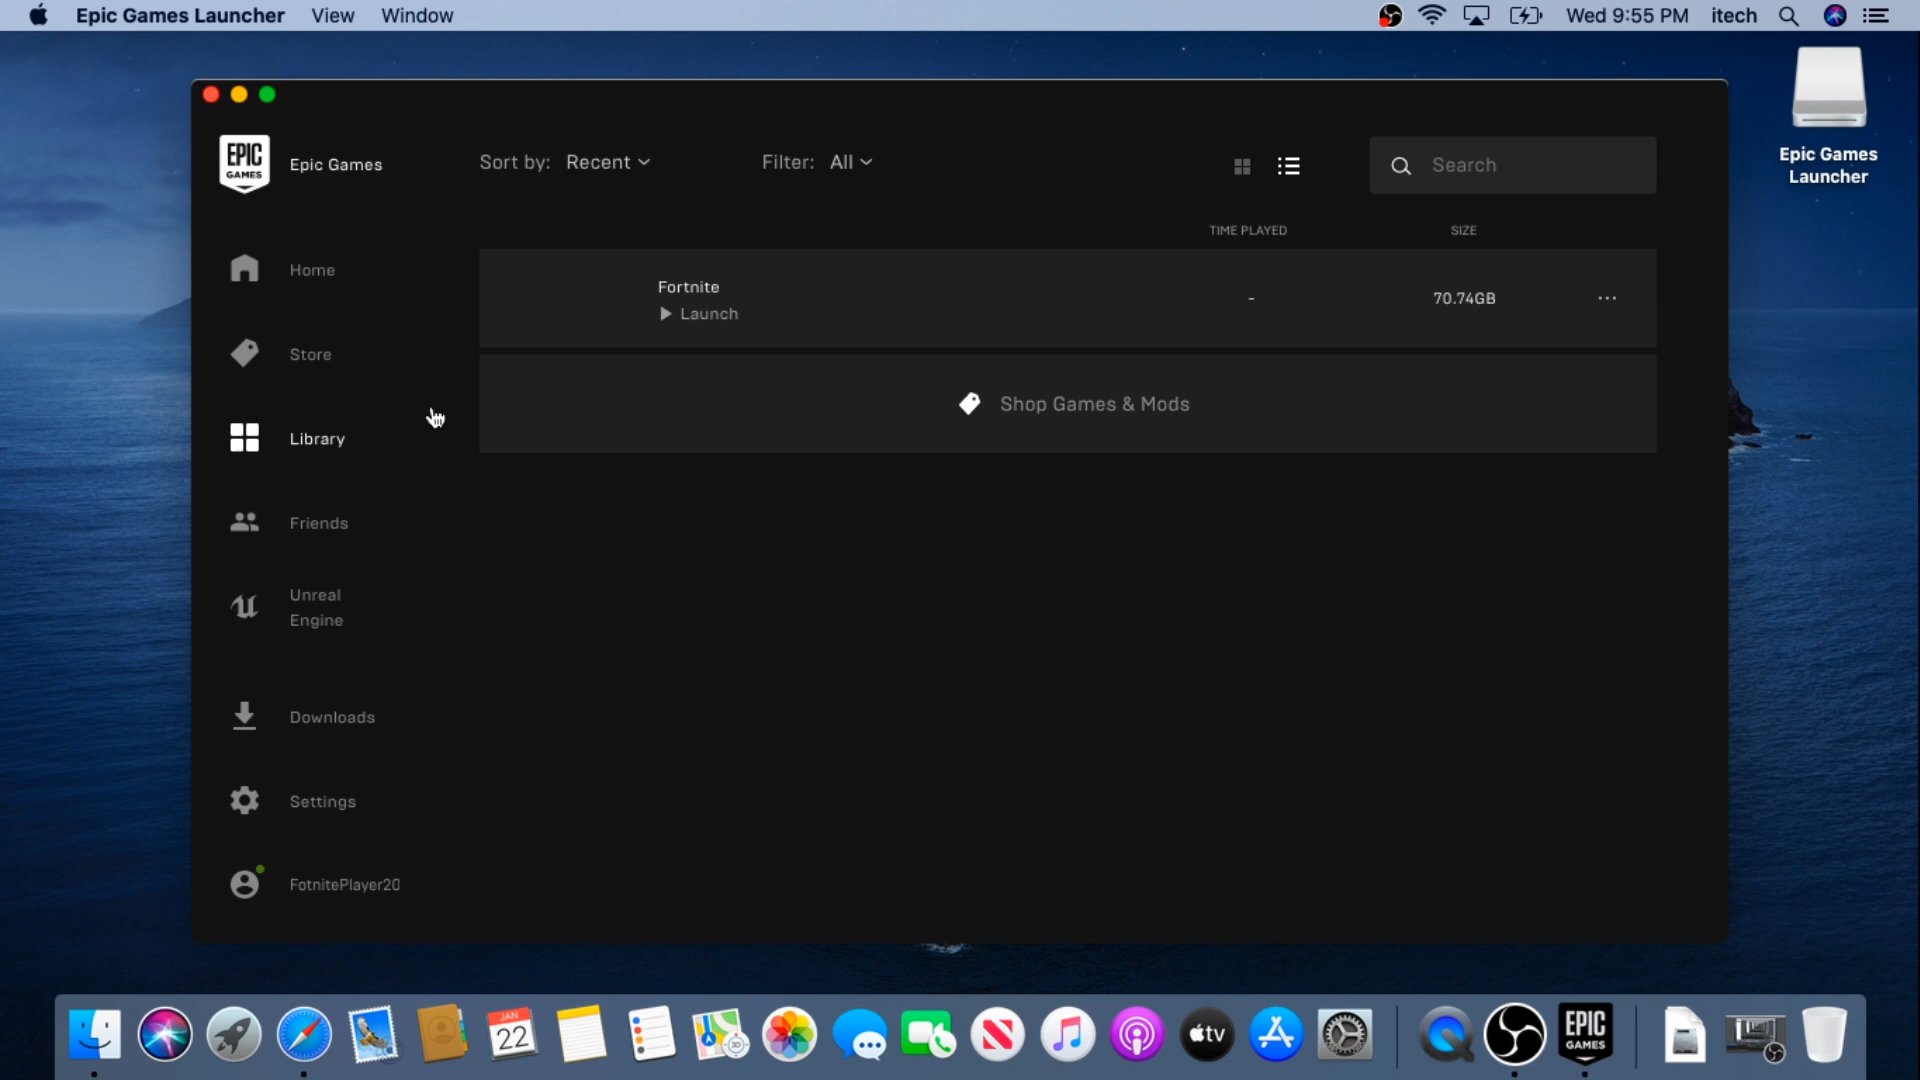 Epic Games Launcher View Window
Wed 9:55 PM itech
Epic Games
Launcher
EPIC
GAMES
Epic Games
Sort by: Recent
Filter: All
Search
TIME PLAYED
SIZE
Home
Fortnite
Launch
-
70.74GB
...
Store
Shop Games & Mods
Library
Friends
Unreal
Engine
Downloads
Settings
FotnitePlayer20
JAN
22
3D
tv
EPIC
GAMES